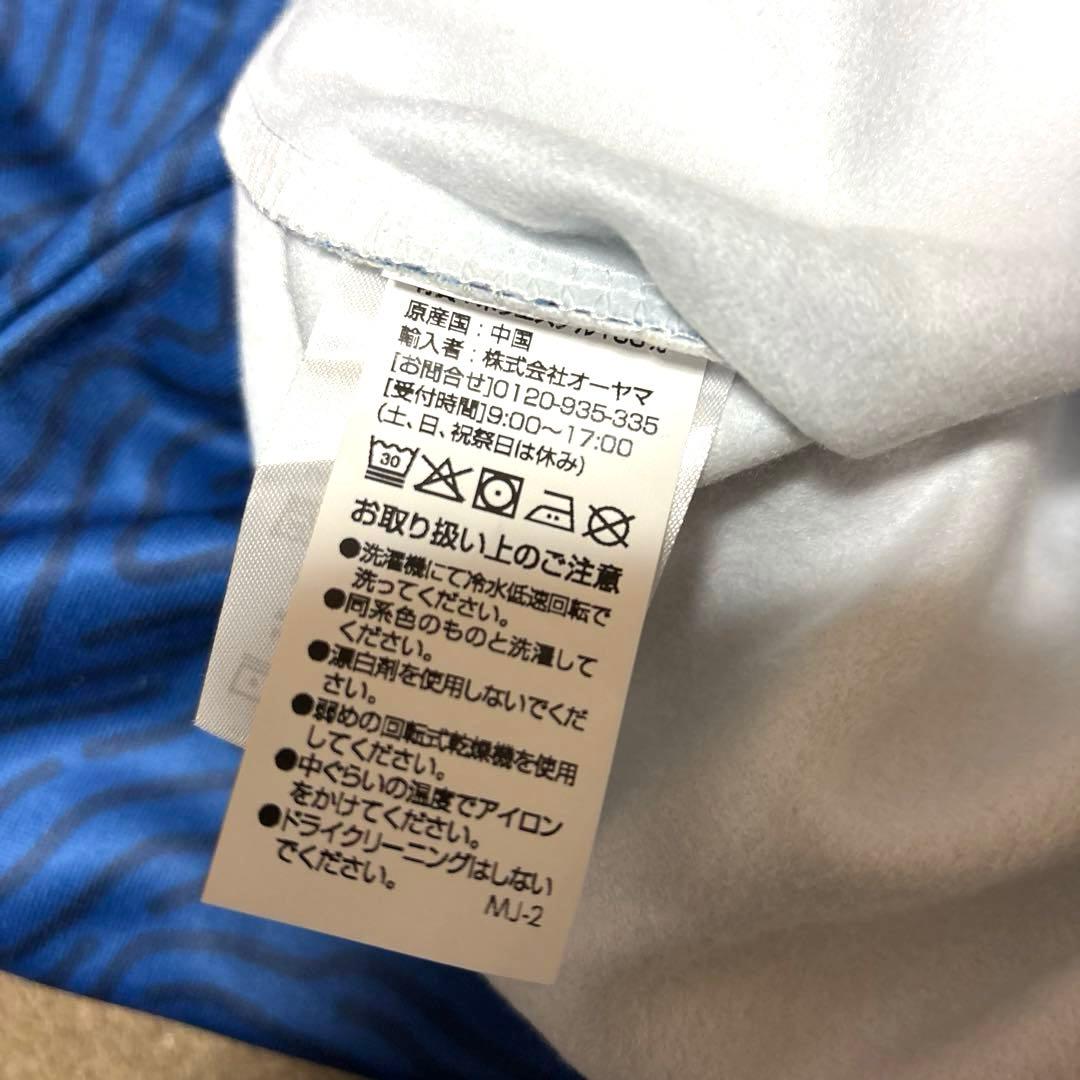 原産国：中国
輸入者：株式会社オーヤマ
[お問合せ]0120-935-335
[受付時間]9:00～17:00
(土、日、祝祭日は休み)
30
お取り扱い上のご注意
●洗濯機にて冷水低速回転で
洗ってください。
●同系色のものと洗濯して
ください。
●漂白剤を使用しないでくだ
さい。
●弱めの回転式乾燥機を使用
してください。
●中ぐらいの温度でアイロン
をかけてください。
●ドライクリーニングはしない
でください。
MJ-2